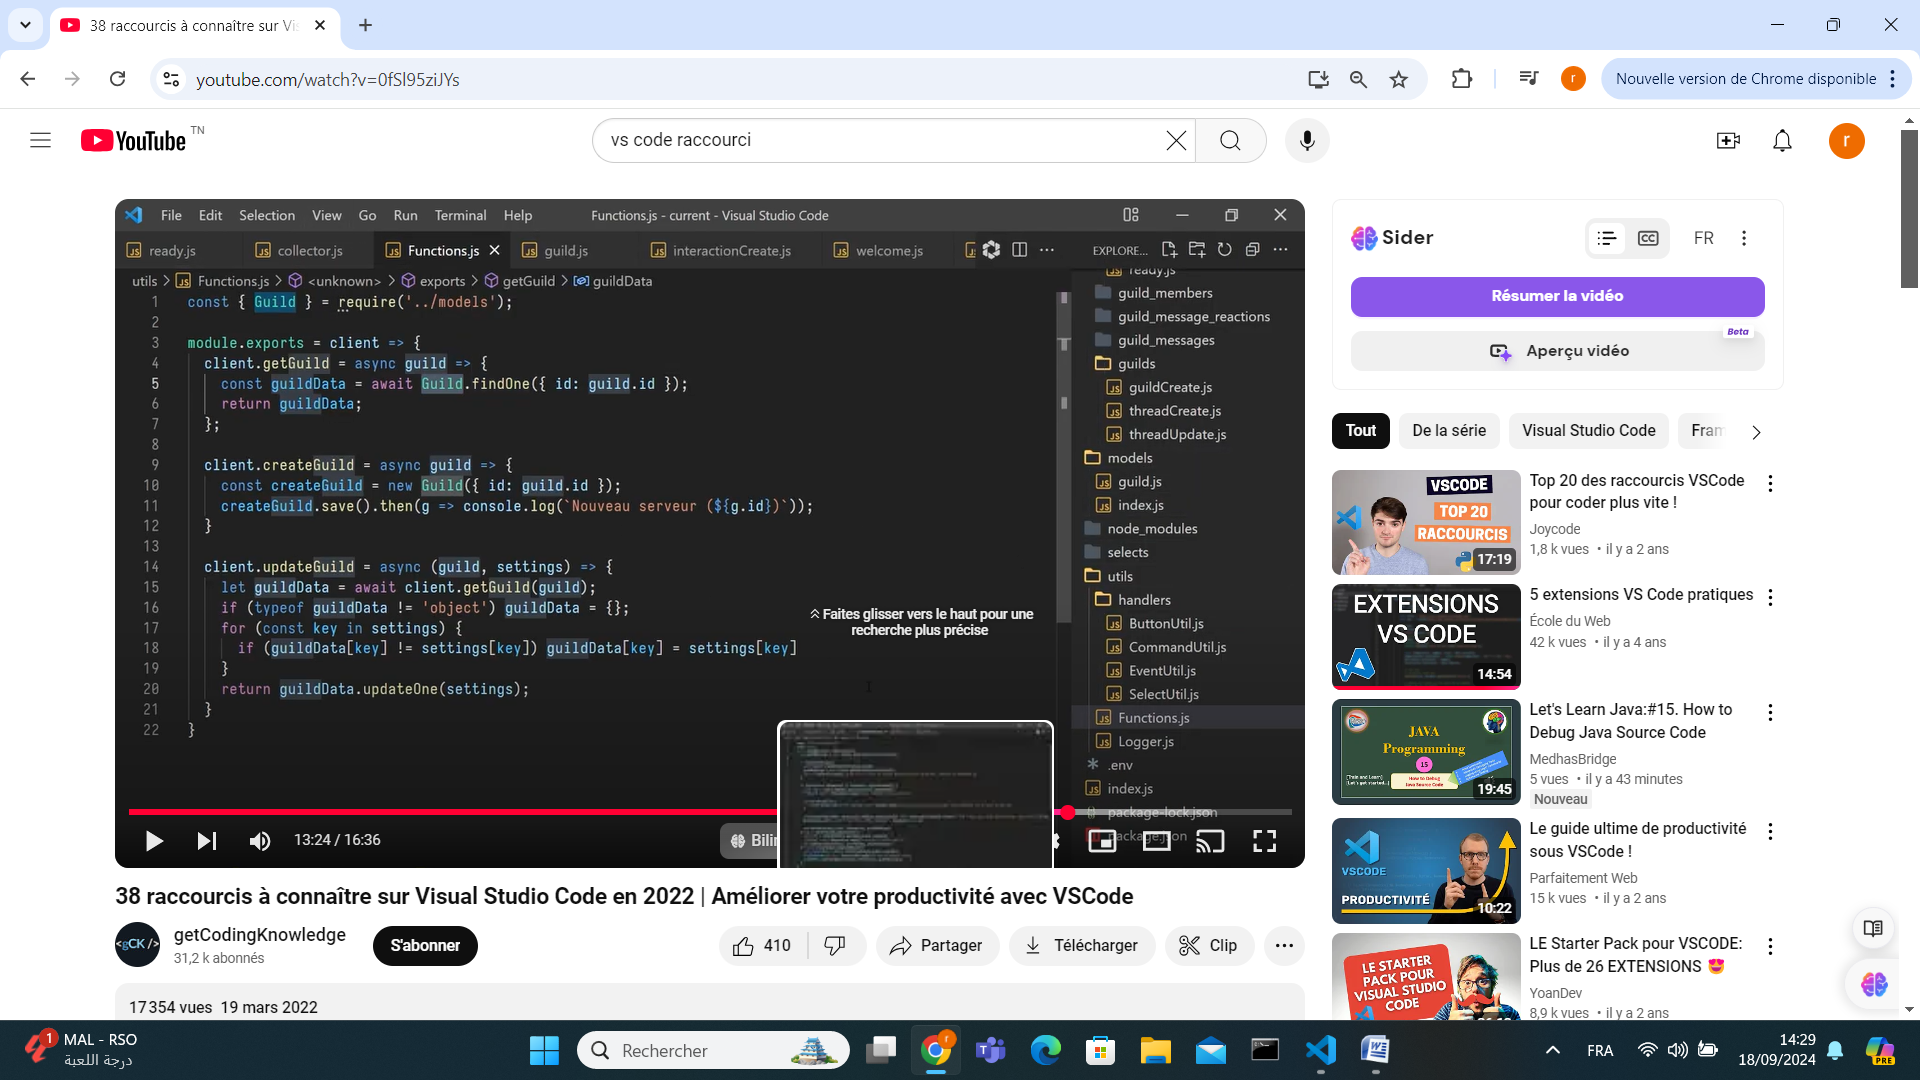 38 raccourcis à connaître sur Vi
youtube.com/watch?v=0fSl95ziJYs
Nouvelle version de Chrome disponible
YouTube TN
vs code raccourci
File Edit Selection View Go Run Terminal Help Functions.js - current - Visual Studio Code
ready.js collector.js Functions.js guild.js interactionCreate.js welcome.js
utils > Functions.js > <unknown> > exports > getGuild > guildData
1 const { Guild } = require('../models');
2
3 module.exports = client => {
4 client.getGuild = async guild => {
5 const guildData = await Guild.findOne({ id: guild.id });
6 return guildData;
7 };
8
9 client.createGuild = async guild => {
10 const createGuild = new Guild({ id: guild.id });
11 createGuild.save().then(g => console.log(`Nouveau serveur (${g.id})`));
12 }
13
14 client.updateGuild = async (guild, settings) => {
15 let guildData = await client.getGuild(guild);
16 if (typeof guildData != 'object') guildData = {};
17 for (const key in settings) {
18 if (guildData[key] != settings[key]) guildData[key] = settings[key]
19 }
20 return guildData.updateOne(settings);
21 }
22 }
Faites glisser vers le haut pour une
recherche plus précise
EXPLORE...
ready.js
guild_members
guild_message_reactions
guild_messages
guilds
guildCreate.js
threadCreate.js
threadUpdate.js
models
guild.js
index.js
node_modules
selects
utils
handlers
ButtonUtil.js
CommandUtil.js
EventUtil.js
SelectUtil.js
Functions.js
Logger.js
.env
index.js
package-lock.json
package.json
13:24 / 16:36
Bilin
38 raccourcis à connaître sur Visual Studio Code en 2022 | Améliorer votre productivité avec VSCode
<gCK />
getCodingKnowledge
31,2 k abonnés
S'abonner
410
Partager
Télécharger
Clip
17 354 vues 19 mars 2022
Sider
FR
Résumer la vidéo
Beta
Aperçu vidéo
Tout De la série Visual Studio Code Fram
VSCODE
TOP 20
RACCOURCIS
17:19
Top 20 des raccourcis VSCode
pour coder plus vite !
Joycode
1,8 k vues • il y a 2 ans
EXTENSIONS
VS CODE
14:54
5 extensions VS Code pratiques
École du Web
42 k vues • il y a 4 ans
JAVA
Programming
15
19:45
Let's Learn Java:#15. How to
Debug Java Source Code
MedhasBridge
5 vues • il y a 43 minutes
Nouveau
VSCODE
PRODUCTIVITÉ
10:22
Le guide ultime de productivité
sous VSCode !
Parfaitement Web
15 k vues • il y a 2 ans
LE STARTER
PACK POUR
VISUAL STUDIO
CODE
LE Starter Pack pour VSCODE:
Plus de 26 EXTENSIONS 😍
YoanDev
8,9 k vues • il y a 2 ans
1
MAL - RSO
درجة اللعبة
Rechercher
FRA
14:29
18/09/2024
PRE